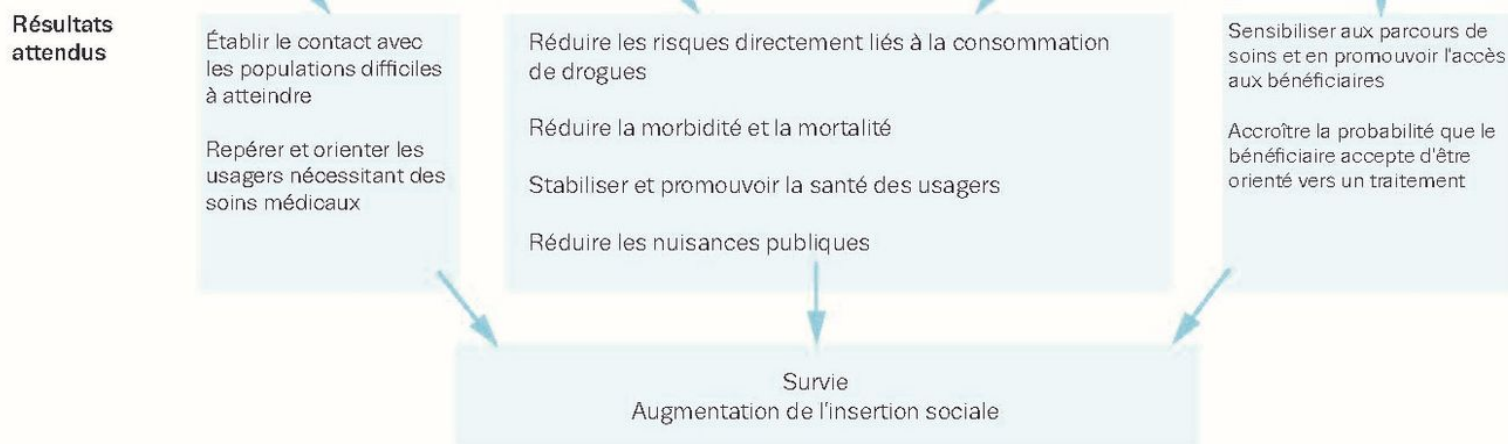 Résultats
attendus
Établir le contact avec
les populations difficiles
à atteindre
Repérer et orienter les
usagers nécessitant des
soins médicaux
Réduire les risques directement liés à la consommation
de drogues
Réduire la morbidité et la mortalité
Stabiliser et promouvoir la santé des usagers
Réduire les nuisances publiques
Sensibiliser aux parcours de
soins et en promouvoir l'accès
aux bénéficiaires
Accroître la probabilité que le
bénéficiaire accepte d'être
orienté vers un traitement
Survie
Augmentation de l'insertion sociale